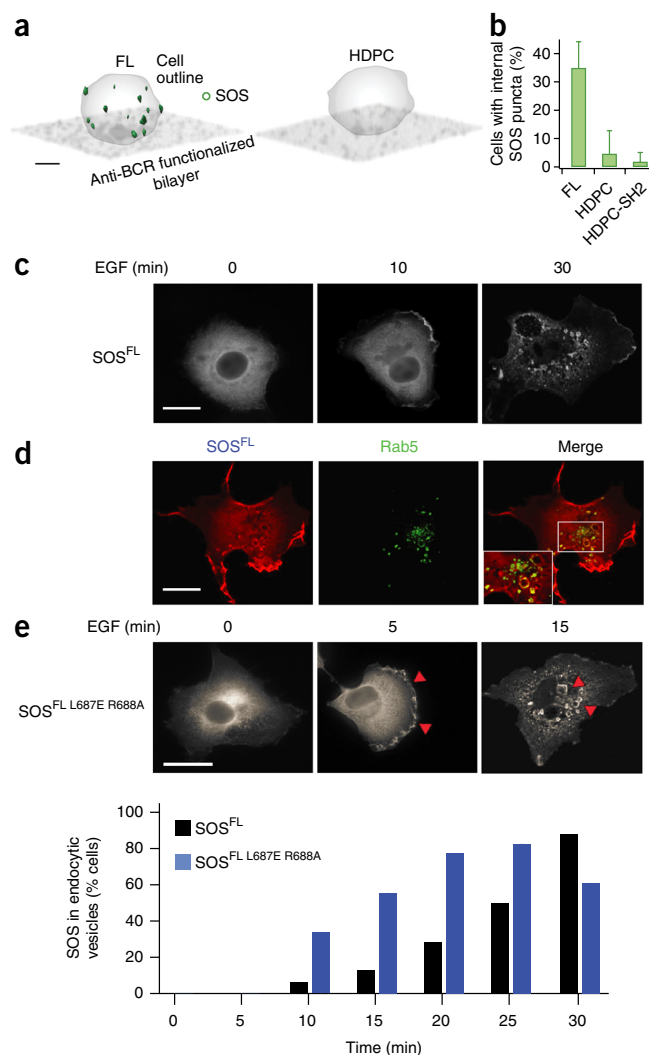 a
FL
Cell outline
SOS
HDPC
Anti-BCR functionalized bilayer
b
Cells with internal SOS puncta (%)
40
30
20
10
0
FL
HDPC
HDPC-SH2
c
EGF (min) 0 10 30
SOS^FL
d
SOS^FL Rab5 Merge
e
EGF (min) 0 5 15
SOS^FL L687E R688A
SOS in endocytic vesicles (% cells)
100
80
60
40
20
0
SOS^FL
SOS^FL L687E R688A
0 5 10 15 20 25 30
Time (min)